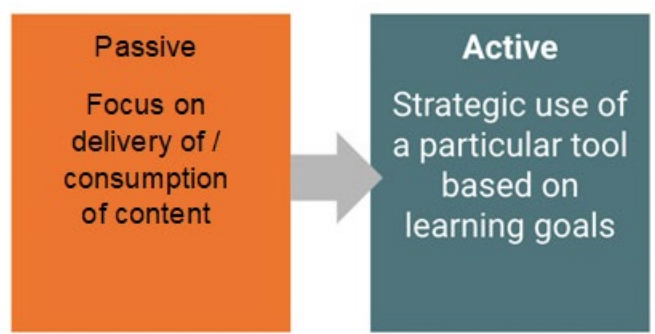 Passive
Focus on
delivery of /
consumption
of content
Active
Strategic use of
a particular tool
based on
learning goals